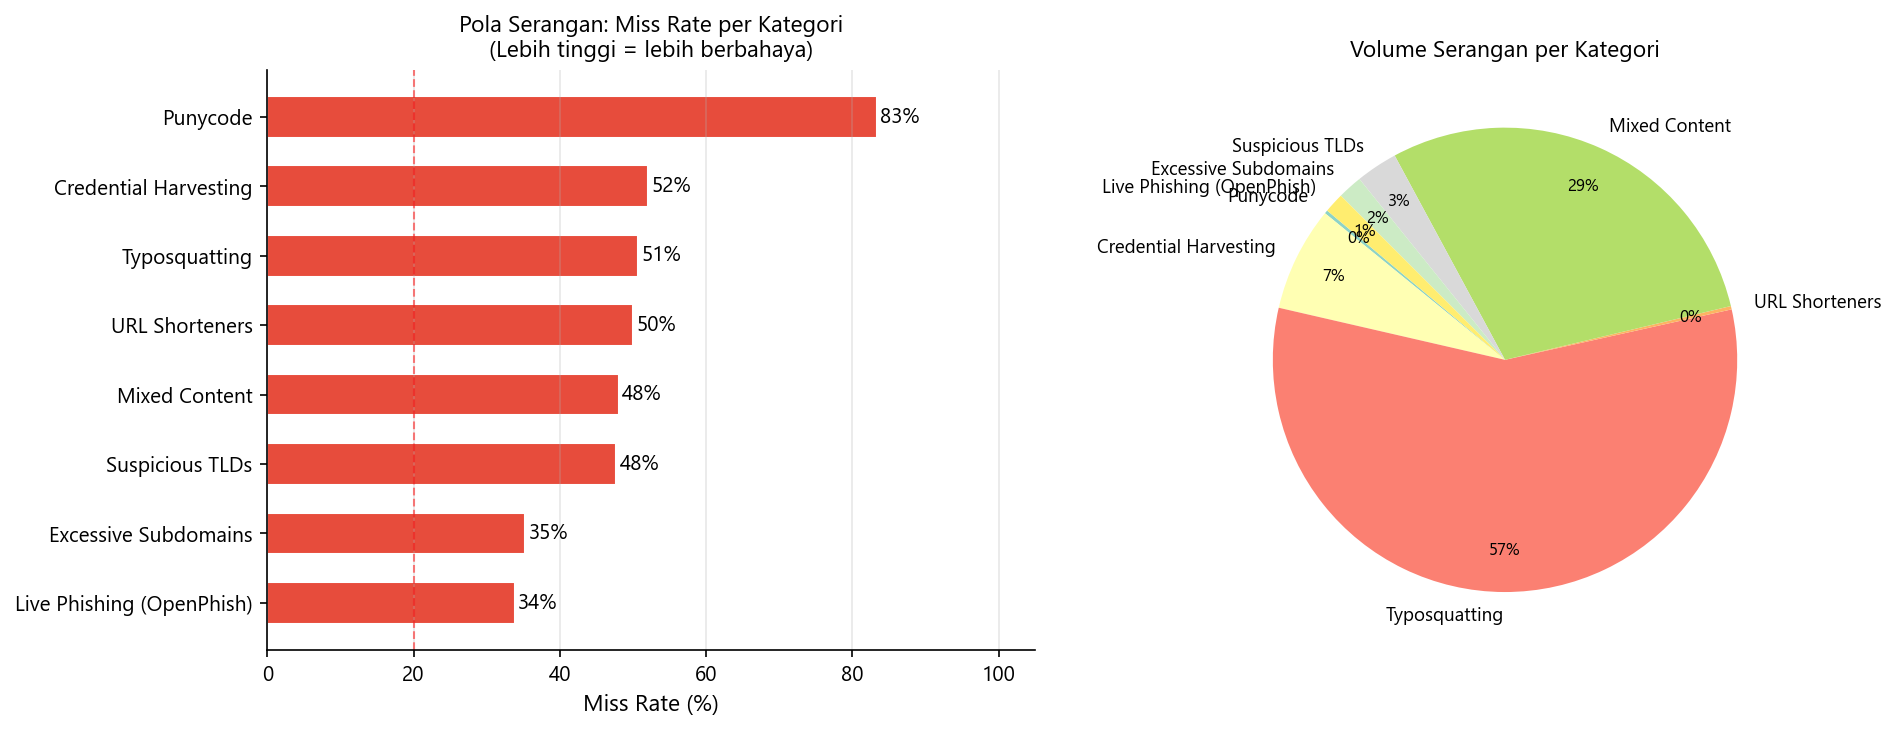 Pola Serangan: Miss Rate per Kategori
(Lebih tinggi = lebih berbahaya)
Punycode
83%
Credential Harvesting
52%
Typosquatting
51%
URL Shorteners
50%
Mixed Content
48%
Suspicious TLDs
48%
Excessive Subdomains
35%
Live Phishing (OpenPhish)
34%
0 20 40 60 80 100
Miss Rate (%)
Volume Serangan per Kategori
Mixed Content
29%
Suspicious TLDs
3%
Excessive Subdomains
2%
Live Phishing (OpenPhish)
1%
Punycode
0%
Credential Harvesting
7%
URL Shorteners
0%
57%
Typosquatting